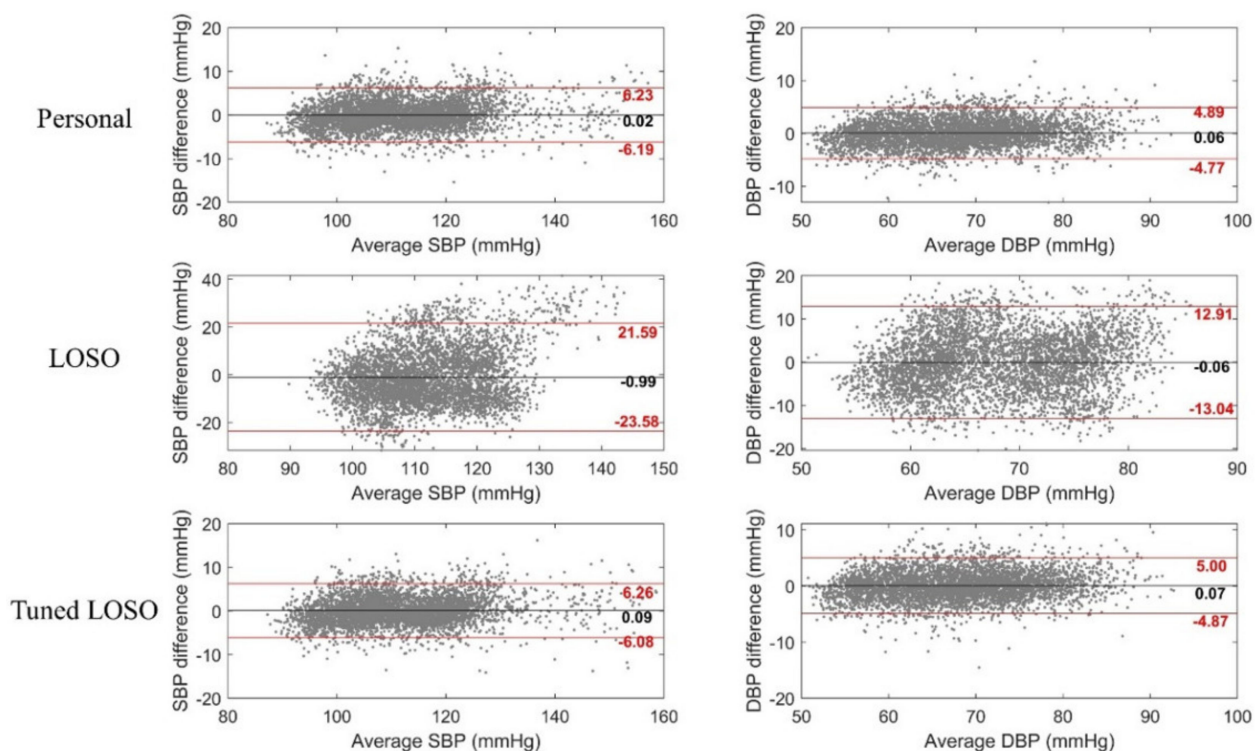 Personal
SBP difference (mmHg)
20
10
0
-10
-20
6.23
0.02
-6.19
80 100 120 140 160
Average SBP (mmHg)
DBP difference (mmHg)
20
10
0
-10
4.89
0.06
-4.77
50 60 70 80 90 100
Average DBP (mmHg)
LOSO
SBP difference (mmHg)
40
20
0
-20
21.59
-0.99
-23.58
90 100 110 120 130 140 150
Average SBP (mmHg)
DBP difference (mmHg)
20
10
0
-10
-20
12.91
-0.06
-13.04
50 60 70 80 90
Average DBP (mmHg)
Tuned LOSO
SBP difference (mmHg)
20
10
0
-10
-20
6.26
0.09
-6.08
80 100 120 140 160
Average SBP (mmHg)
DBP difference (mmHg)
10
0
-10
-20
5.00
0.07
-4.87
50 60 70 80 90 100
Average DBP (mmHg)